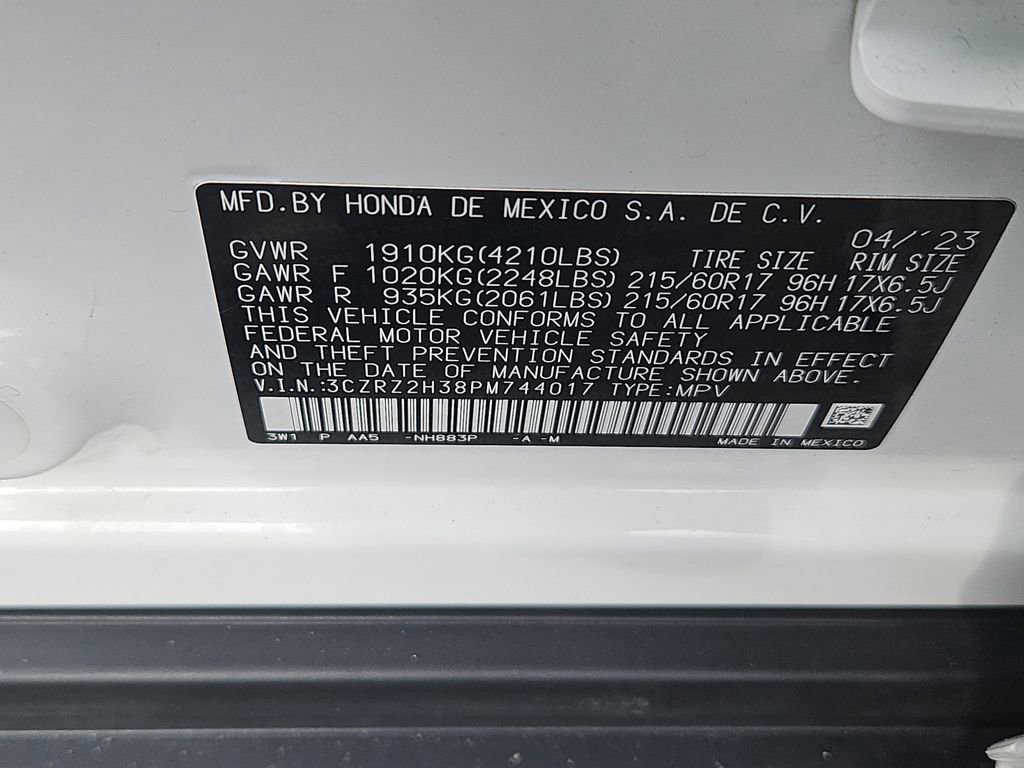 MFD.BY HONDA DE MEXICO S.A. DE C.V.
04/'23
GVWR 1910KG(4210LBS) TIRE SIZE RIM SIZE
GAWR F 1020KG(2248LBS) 215/60R17 96H 17X6.5J
GAWR R 935KG(2061LBS) 215/60R17 96H 17X6.5J
THIS VEHICLE CONFORMS TO ALL APPLICABLE
FEDERAL MOTOR VEHICLE SAFETY
AND THEFT PREVENTION STANDARDS IN EFFECT
ON THE DATE OF MANUFACTURE SHOWN ABOVE.
V.I.N.:3CZRZ2H38PM744017 TYPE:MPV
3W1 P AA5 -NH883P -A -M MADE IN MEXICO